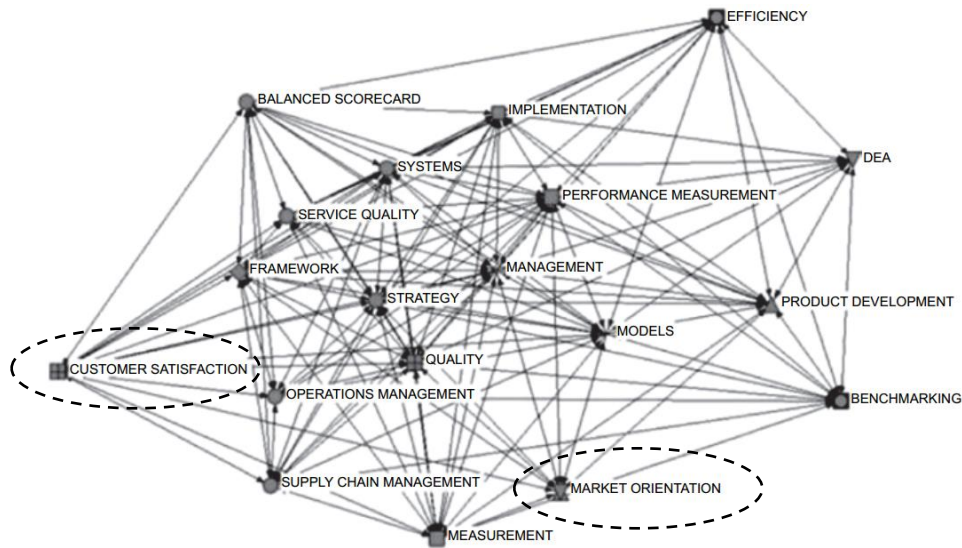 EFFICIENCY
BALANCED SCORECARD
IMPLEMENTATION
DEA
SYSTEMS
PERFORMANCE MEASUREMENT
SERVICE QUALITY
FRAMEWORK
MANAGEMENT
STRATEGY
PRODUCT DEVELOPMENT
MODELS
QUALITY
CUSTOMER SATISFACTION
OPERATIONS MANAGEMENT
BENCHMARKING
SUPPLY CHAIN MANAGEMENT
MARKET ORIENTATION
MEASUREMENT